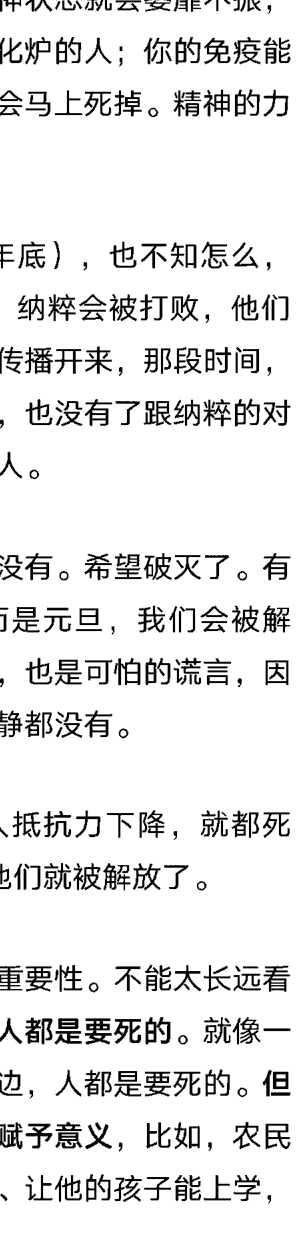 神状态就会萎靡不振，
化炉的人；你的免疫能
会马上死掉。精神的力
年底），也不知怎么，
纳粹会被打败，他们
传播开来，那段时间，
，也没有了跟纳粹的对
人。
没有。希望破灭了。有
而是元旦，我们会被解
，也是可怕的谎言，因
静都没有。
人抵抗力下降，就都死
他们就被解放了。
重要性。不能太长远看
人都是要死的。就像一
边，人都是要死的。但
赋予意义，比如，农民
、让他的孩子能上学，